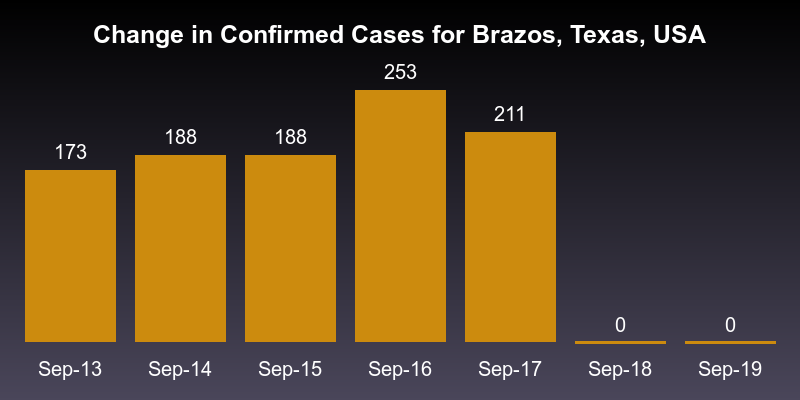 Change in Confirmed Cases for Brazos, Texas, USA
173
188
188
253
211
0
0
Sep-13
Sep-14
Sep-15
Sep-16
Sep-17
Sep-18
Sep-19